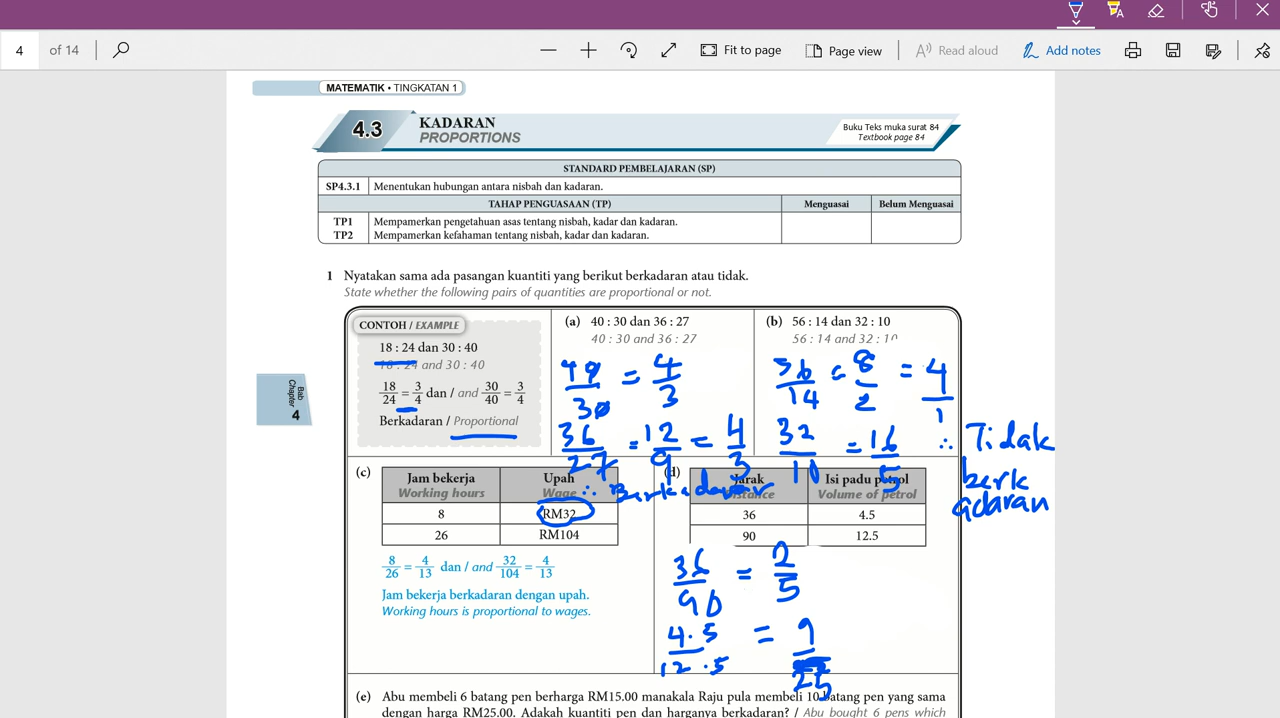 4 of 14 Fit to page Page view Read aloud Add notes
MATEMATIK • TINGKATAN 1
4.3 KADARAN
PROPORTIONS
Buku Teks muka surat 84
Textbook page 84
STANDARD PEMBELAJARAN (SP)
SP4.3.1 Menentukan hubungan antara nisbah dan kadaran.
TAHAP PENGUASAAN (TP) Menguasai Belum Menguasai
TP1 Mempamerkan pengetahuan asas tentang nisbah, kadar dan kadaran.
TP2 Mempamerkan kefahaman tentang nisbah, kadar dan kadaran.
1 Nyatakan sama ada pasangan kuantiti yang berikut berkadaran atau tidak.
State whether the following pairs of quantities are proportional or not.
Bab
Chapter
4
CONTOH / EXAMPLE
18 : 24 dan 30 : 40
18 : 24 and 30 : 40
18/24 = 3/4 dan / and 30/40 = 3/4
Berkadaran / Proportional
(a) 40 : 30 dan 36 : 27
40 : 30 and 36 : 27
40/30 = 4/3
36/27 = 12/9 = 4/3
∴ Berkadaran
(b) 56 : 14 dan 32 : 10
56 : 14 and 32 : 10
56/14 = 8/2 = 4/1
32/10 = 16/5
∴ Tidak
berk
adaran
(c) Jam bekerja Upah
Working hours Wage
8 RM32
26 RM104
8/26 = 4/13 dan / and 32/104 = 4/13
Jam bekerja berkadaran dengan upah.
Working hours is proportional to wages.
(d) Jarak Isi padu petrol
Distance Volume of petrol
36 4.5
90 12.5
36/90 = 2/5
4.5/12.5 = 9/25
(e) Abu membeli 6 batang pen berharga RM15.00 manakala Raju pula membeli 10 batang pen yang sama
dengan harga RM25.00. Adakah kuantiti pen dan harganya berkadaran? / Abu bought 6 pens which